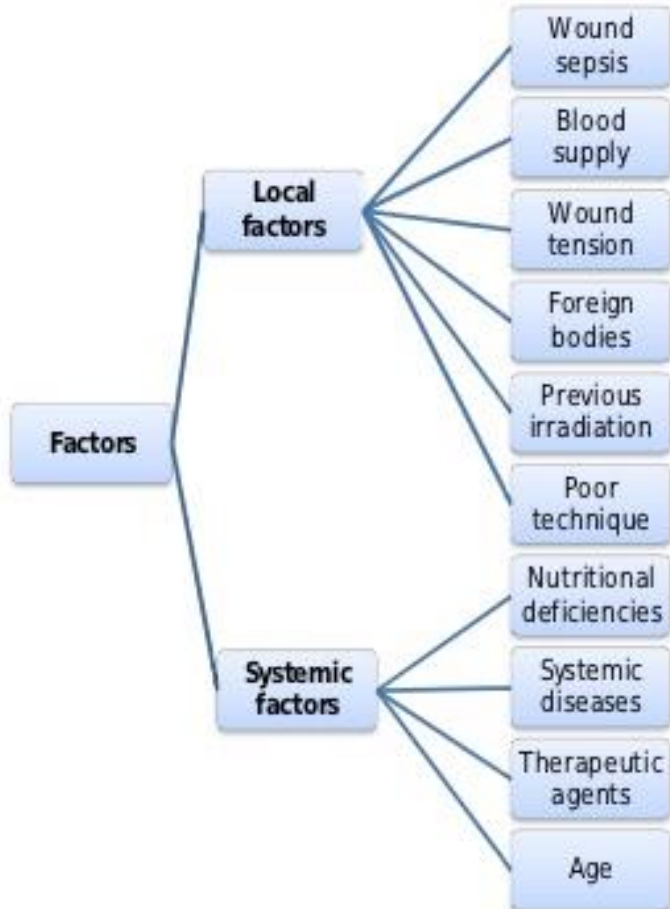 Factors
Local
factors
Wound
sepsis
Blood
supply
Wound
tension
Foreign
bodies
Previous
irradiation
Poor
technique
Systemic
factors
Nutritional
deficiencies
Systemic
diseases
Therapeutic
agents
Age